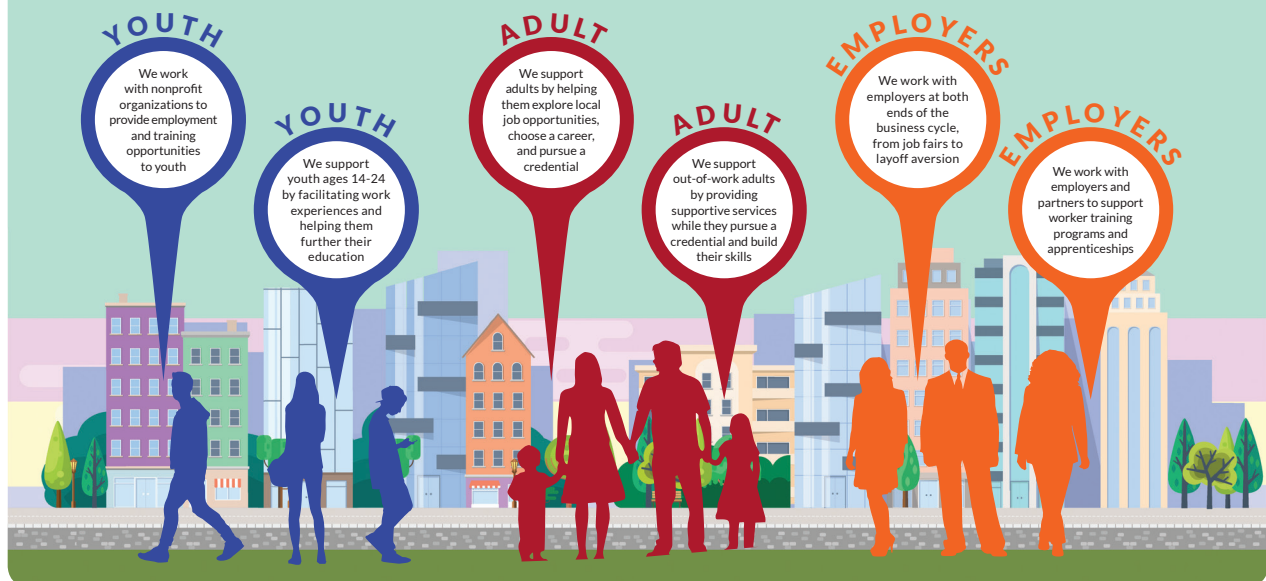 YOUTH
We work
with nonprofit
organizations to
provide employment
and training
opportunities
to youth
YOUTH
We support
youth ages 14-24
by facilitating work
experiences and
helping them
further their
education
ADULT
We support
adults by helping
them explore local
job opportunities,
choose a career,
and pursue a
credential
ADULT
We support
out-of-work adults
by providing
supportive services
while they pursue a
credential and build
their skills
EMPLOYERS
We work with
employers at both
ends of the
business cycle,
from job fairs to
layoff aversion
EMPLOYERS
We work with
employers and
partners to support
worker training
programs and
apprenticeships